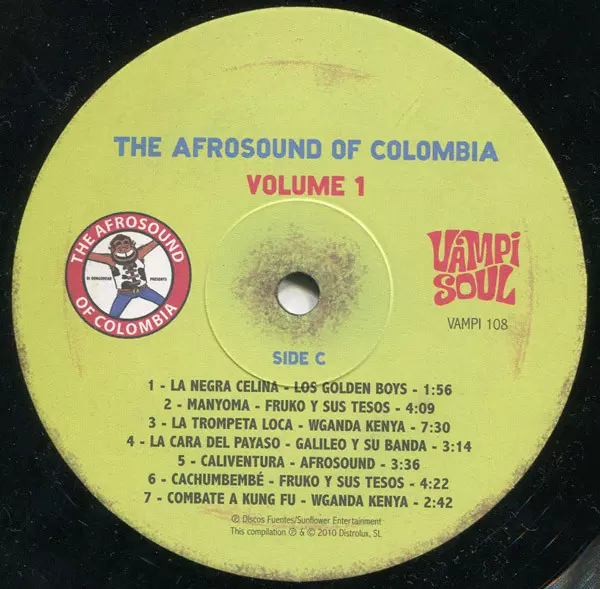 THE AFROSOUND OF COLOMBIA
VOLUME 1
THE AFROSOUND
DJ BONGOHEAD PRESENTS
OF COLOMBIA
VAMPI
SOUL
VAMPI 108
SIDE C
1 - LA NEGRA CELINA - LOS GOLDEN BOYS - 1:56
2 - MANYOMA - FRUKO Y SUS TESOS - 4:09
3 - LA TROMPETA LOCA - WGANDA KENYA - 7:30
4 - LA CARA DEL PAYASO - GALILEO Y SU BANDA - 3:14
5 - CALIVENTURA - AFROSOUND - 3:36
6 - CACHUMBEMBÉ - FRUKO Y SUS TESOS - 4:22
7 - COMBATE A KUNG FU - WGANDA KENYA - 2:42
℗ Discos Fuentes/Sunflower Entertainment
This compilation ℗ & © 2010 Distrolux, SL